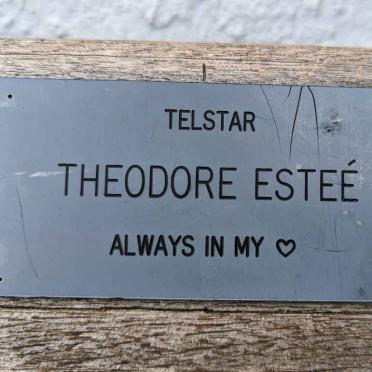 TELSTAR
THEODORE ESTEÉ
ALWAYS IN MY ♡